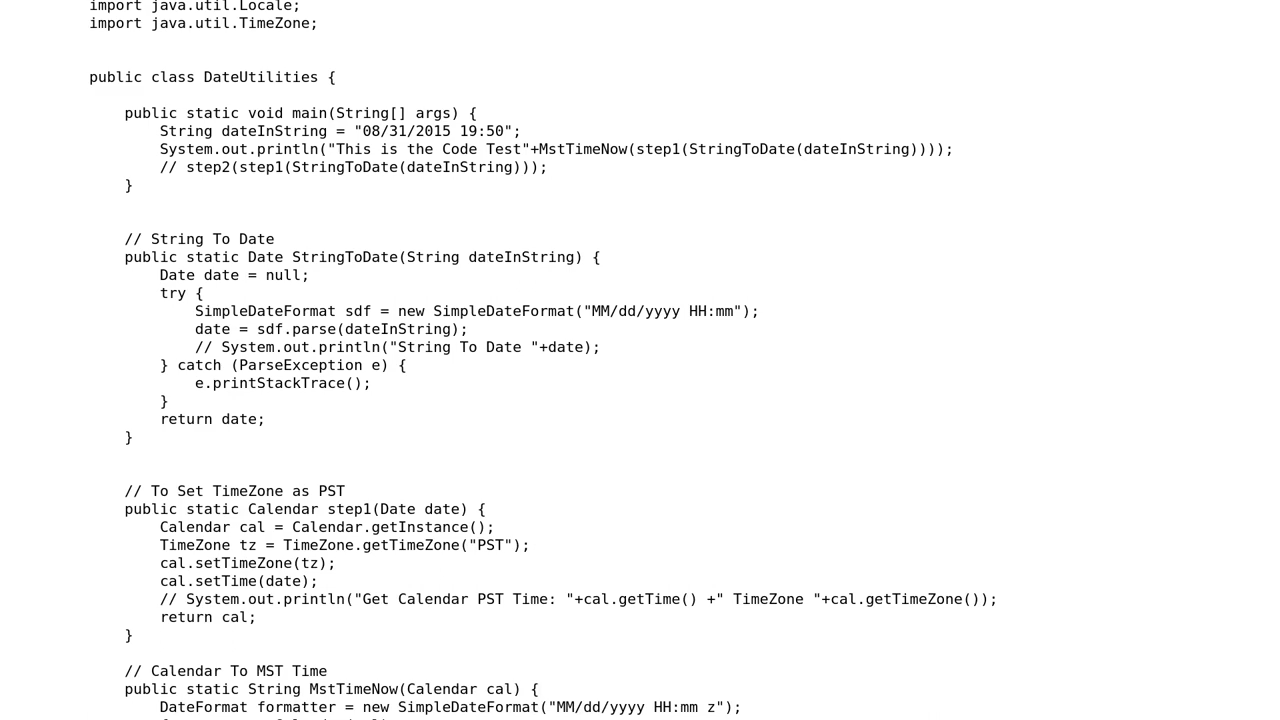 import java.util.Locale;
import java.util.TimeZone;
public class DateUtilities {
public static void main(String[] args) {
String dateInString = "08/31/2015 19:50";
System.out.println("This is the Code Test"+MstTimeNow(step1(StringToDate(dateInString))));
// step2(step1(StringToDate(dateInString)));
}
// String To Date
public static Date StringToDate(String dateInString) {
Date date = null;
try {
SimpleDateFormat sdf = new SimpleDateFormat("MM/dd/yyyy HH:mm");
date = sdf.parse(dateInString);
// System.out.println("String To Date "+date);
} catch (ParseException e) {
e.printStackTrace();
}
return date;
}
// To Set TimeZone as PST
public static Calendar step1(Date date) {
Calendar cal = Calendar.getInstance();
TimeZone tz = TimeZone.getTimeZone("PST");
cal.setTimeZone(tz);
cal.setTime(date);
// System.out.println("Get Calendar PST Time: "+cal.getTime() +" TimeZone "+cal.getTimeZone());
return cal;
}
// Calendar To MST Time
public static String MstTimeNow(Calendar cal) {
DateFormat formatter = new SimpleDateFormat("MM/dd/yyyy HH:mm z");